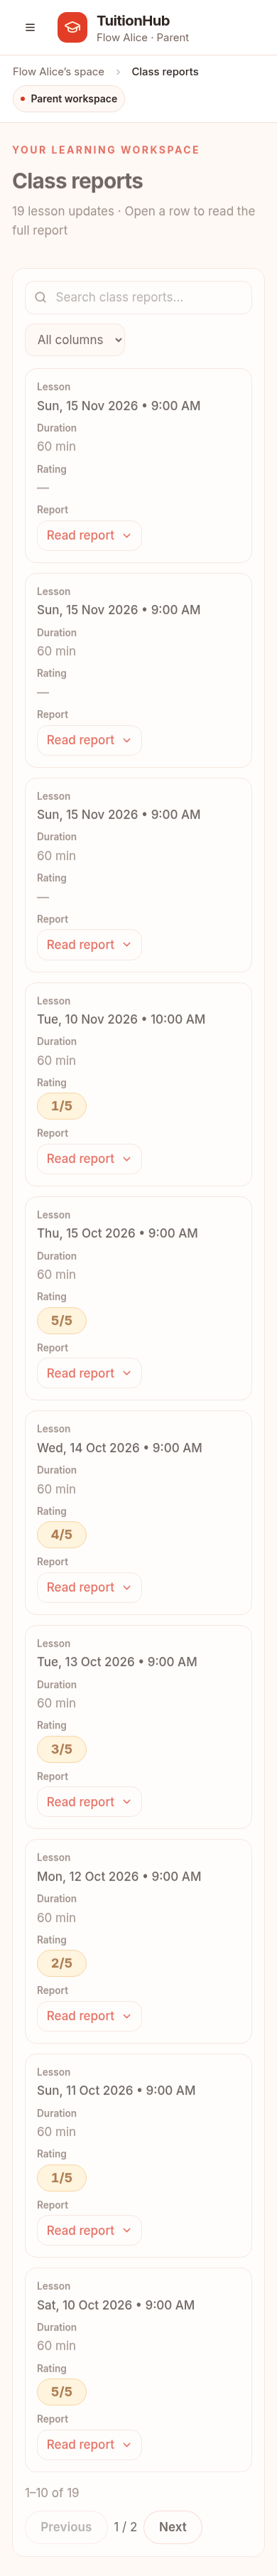 TuitionHub
Flow Alice · Parent
Flow Alice's space
Class reports
Parent workspace
YOUR LEARNING WORKSPACE
Class reports
19 lesson updates · Open a row to read the
full report
Search class reports...
All columns
Lesson
Sun, 15 Nov 2026 • 9:00 AM
Duration
60 min
Rating
—
Report
Read report
Lesson
Sun, 15 Nov 2026 • 9:00 AM
Duration
60 min
Rating
—
Report
Read report
Lesson
Sun, 15 Nov 2026 • 9:00 AM
Duration
60 min
Rating
—
Report
Read report
Lesson
Tue, 10 Nov 2026 • 10:00 AM
Duration
60 min
Rating
1/5
Report
Read report
Lesson
Thu, 15 Oct 2026 • 9:00 AM
Duration
60 min
Rating
5/5
Report
Read report
Lesson
Wed, 14 Oct 2026 • 9:00 AM
Duration
60 min
Rating
4/5
Report
Read report
Lesson
Tue, 13 Oct 2026 • 9:00 AM
Duration
60 min
Rating
3/5
Report
Read report
Lesson
Mon, 12 Oct 2026 • 9:00 AM
Duration
60 min
Rating
2/5
Report
Read report
Lesson
Sun, 11 Oct 2026 • 9:00 AM
Duration
60 min
Rating
1/5
Report
Read report
Lesson
Sat, 10 Oct 2026 • 9:00 AM
Duration
60 min
Rating
5/5
Report
Read report
1–10 of 19
Previous
1 / 2
Next